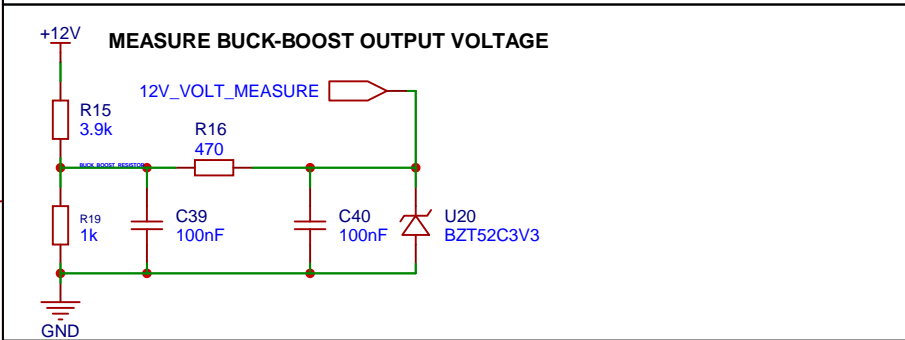 +12V
MEASURE BUCK-BOOST OUTPUT VOLTAGE
12V_VOLT_MEASURE
R15
3.9k
R16
470
BUCK_BOOST_RESISTOR
R19
1k
C39
100nF
C40
100nF
U20
BZT52C3V3
GND